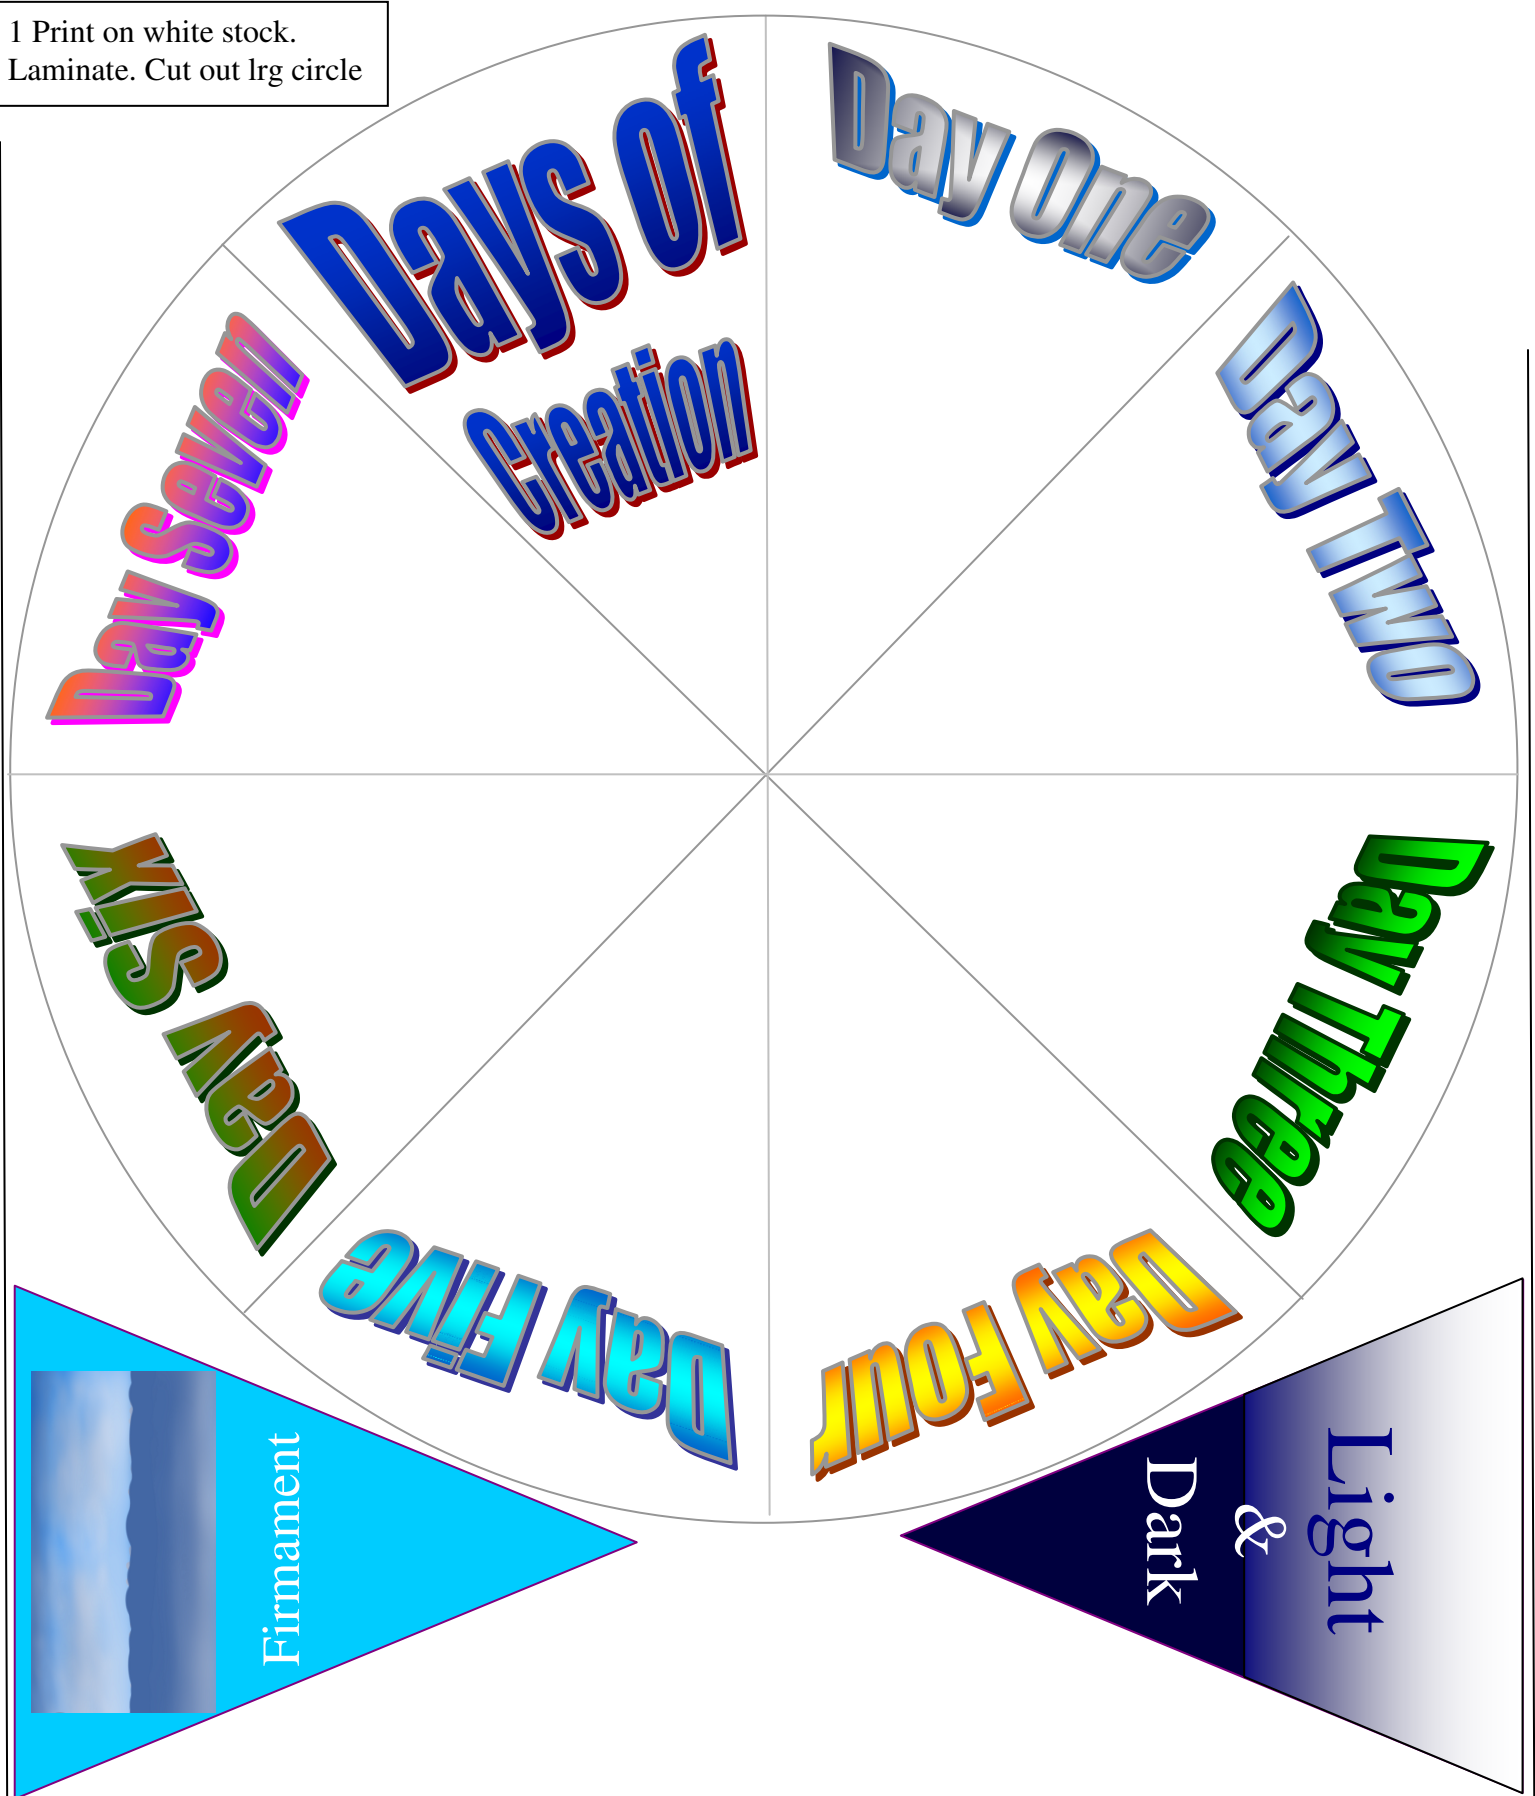 1 Print on white stock.
Laminate. Cut out lrg circle
Days of
Creation
Day One
Day Two
Day Three
Day Four
Day Five
Day Six
Day Seven
Firmament
Light
&
Dark